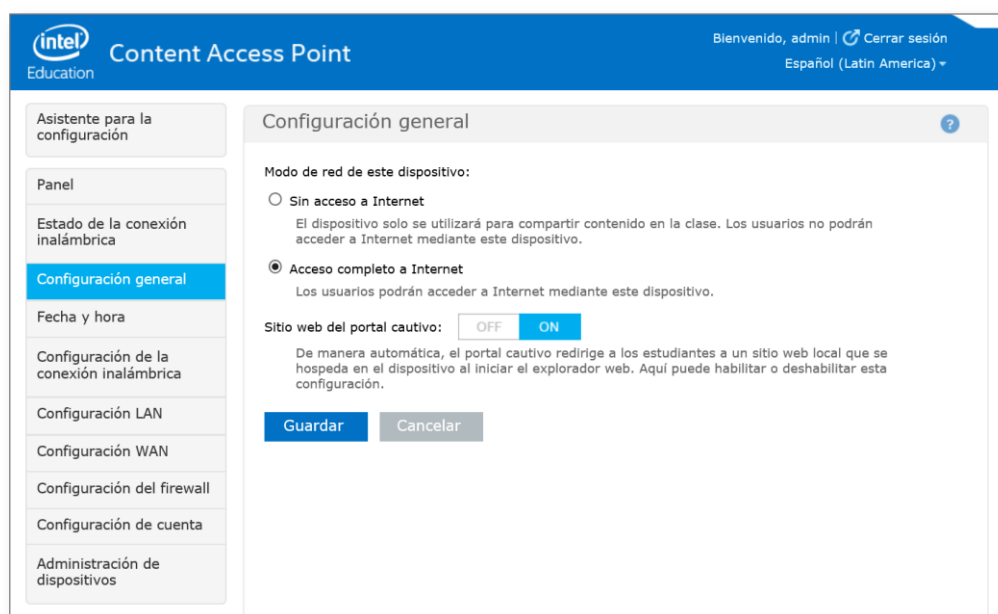 intel
Education
Content Access Point
Bienvenido, admin | Cerrar sesión
Español (Latin America)
Asistente para la
configuración
Panel
Estado de la conexión
inalámbrica
Configuración general
Fecha y hora
Configuración de la
conexión inalámbrica
Configuración LAN
Configuración WAN
Configuración del firewall
Configuración de cuenta
Administración de
dispositivos
Configuración general
?
Modo de red de este dispositivo:
Sin acceso a Internet
El dispositivo solo se utilizará para compartir contenido en la clase. Los usuarios no podrán
acceder a Internet mediante este dispositivo.
Acceso completo a Internet
Los usuarios podrán acceder a Internet mediante este dispositivo.
Sitio web del portal cautivo: OFF ON
De manera automática, el portal cautivo redirige a los estudiantes a un sitio web local que se
hospeda en el dispositivo al iniciar el explorador web. Aquí puede habilitar o deshabilitar esta
configuración.
Guardar Cancelar